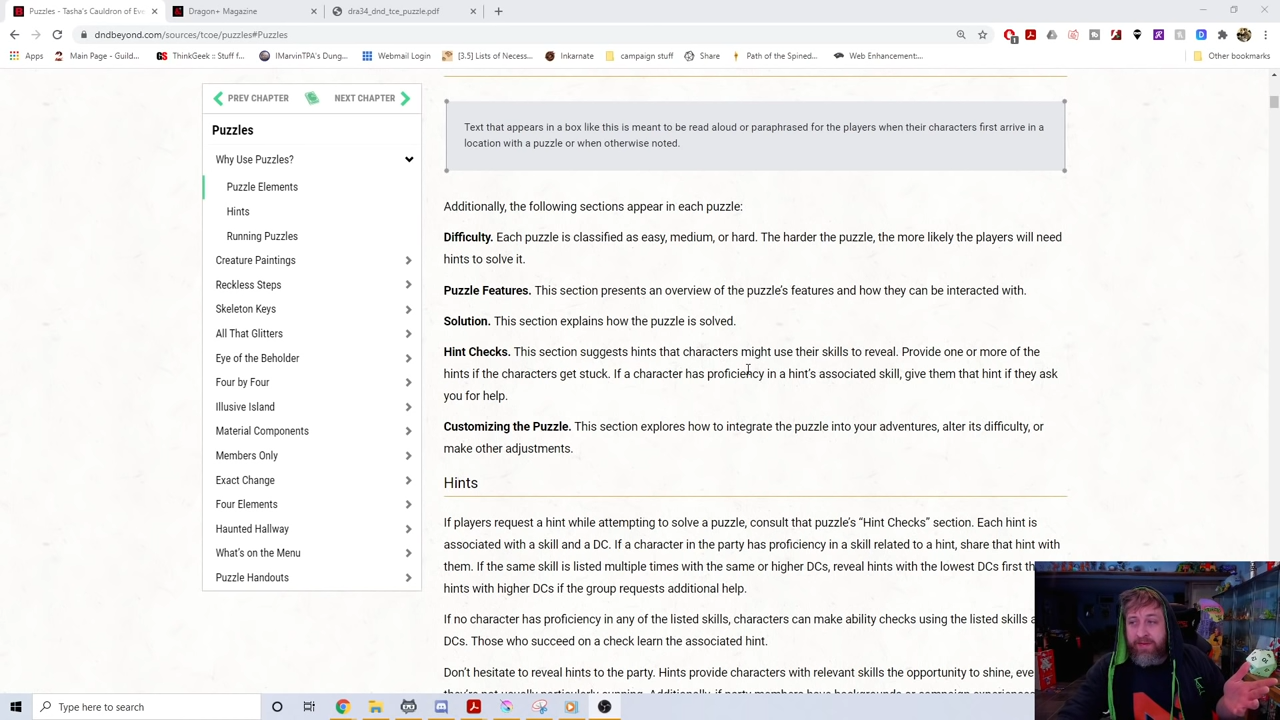 Puzzles - Tasha's Cauldron of Eve
Dragon+ Magazine
dra34_dnd_tce_puzzle.pdf
dndbeyond.com/sources/tcoe/puzzles#Puzzles
Apps
Main Page - Guild...
ThinkGeek :: Stuff f...
IMarvinTPA's Dung...
Webmail Login
[3.5] Lists of Necess...
Inkarnate
campaign stuff
Share
Path of the Spined...
Web Enhancement:...
Other bookmarks
PREV CHAPTER
NEXT CHAPTER
Puzzles
Why Use Puzzles?
Puzzle Elements
Hints
Running Puzzles
Creature Paintings
Reckless Steps
Skeleton Keys
All That Glitters
Eye of the Beholder
Four by Four
Illusive Island
Material Components
Members Only
Exact Change
Four Elements
Haunted Hallway
What's on the Menu
Puzzle Handouts
Text that appears in a box like this is meant to be read aloud or paraphrased for the players when their characters first arrive in a
location with a puzzle or when otherwise noted.
Additionally, the following sections appear in each puzzle:
Difficulty. Each puzzle is classified as easy, medium, or hard. The harder the puzzle, the more likely the players will need
hints to solve it.
Puzzle Features. This section presents an overview of the puzzle's features and how they can be interacted with.
Solution. This section explains how the puzzle is solved.
Hint Checks. This section suggests hints that characters might use their skills to reveal. Provide one or more of the
hints if the characters get stuck. If a character has proficiency in a hint's associated skill, give them that hint if they ask
you for help.
Customizing the Puzzle. This section explores how to integrate the puzzle into your adventures, alter its difficulty, or
make other adjustments.
Hints
If players request a hint while attempting to solve a puzzle, consult that puzzle's “Hint Checks” section. Each hint is
associated with a skill and a DC. If a character in the party has proficiency in a skill related to a hint, share that hint with
them. If the same skill is listed multiple times with the same or higher DCs, reveal hints with the lowest DCs first th
hints with higher DCs if the group requests additional help.
If no character has proficiency in any of the listed skills, characters can make ability checks using the listed skills a
DCs. Those who succeed on a check learn the associated hint.
Don't hesitate to reveal hints to the party. Hints provide characters with relevant skills the opportunity to shine, eve
Type here to search